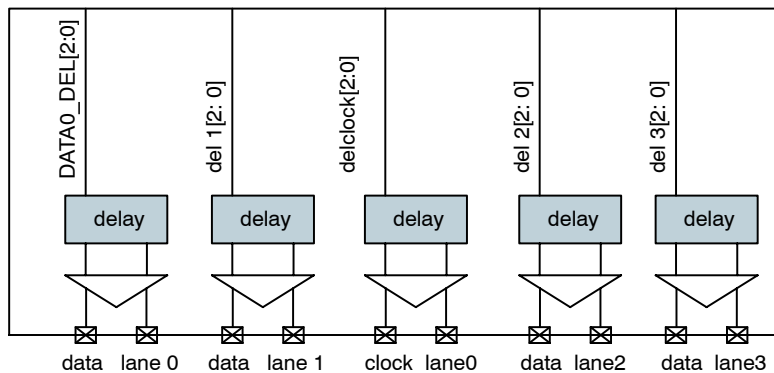 DATA0_DEL[2:0]
del 1[2: 0]
delclock[2:0]
del 2[2: 0]
del 3[2: 0]
delay
delay
delay
delay
delay
data lane 0
data lane 1
clock lane0
data lane2
data lane3